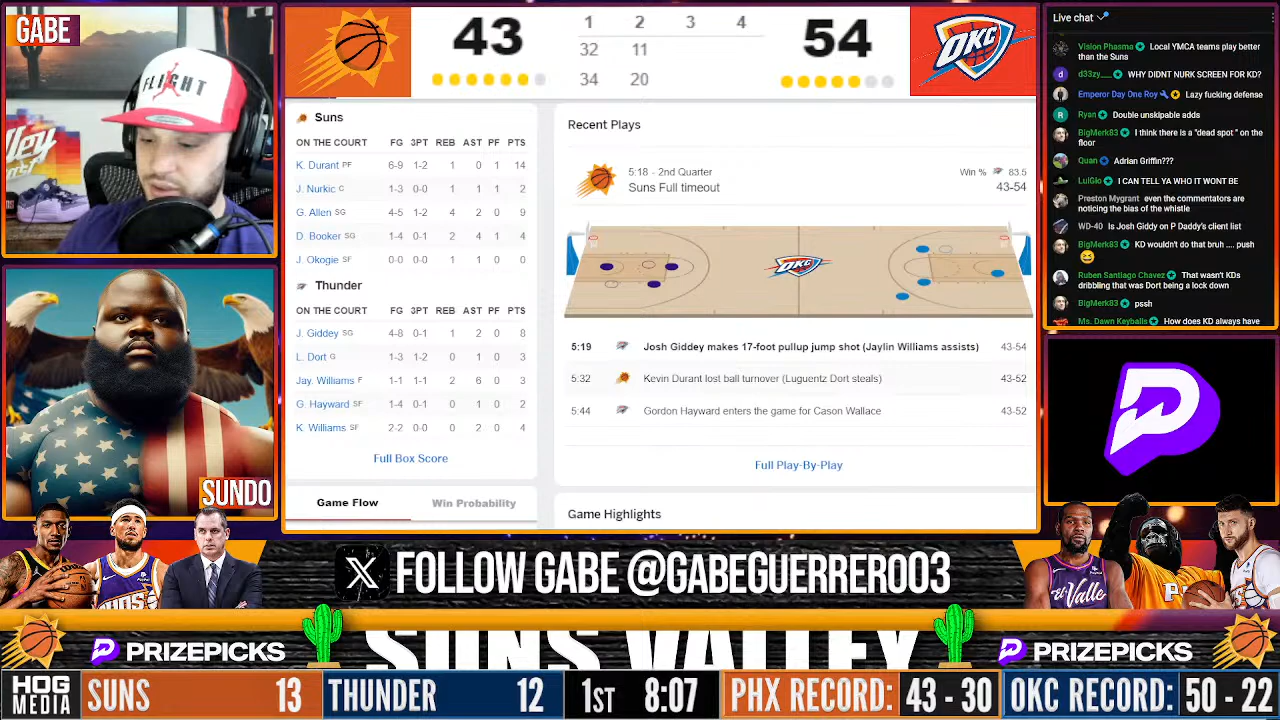 GABE
FLIGHT
SUNDO
43
1 2 3 4
32 11
34 20
54
OKC
Suns
ON THE COURT FG 3PT REB AST PF PTS
K. Durant PF 6-9 1-2 1 0 1 14
J. Nurkic C 1-3 0-0 1 1 1 2
G. Allen SG 4-5 1-2 4 2 0 9
D. Booker SG 1-4 0-1 2 4 1 4
J. Okogie SF 0-0 0-0 1 1 0 0
Thunder
ON THE COURT FG 3PT REB AST PF PTS
J. Giddey SG 4-8 0-1 1 2 0 8
L. Dort G 1-3 1-2 0 1 0 3
Jay. Williams F 1-1 1-1 2 6 0 3
G. Hayward SF 1-4 0-1 0 1 0 2
K. Williams SF 2-2 0-0 0 2 0 4
Full Box Score
Game Flow Win Probability
Recent Plays
5:18 - 2nd Quarter
Suns Full timeout
Win % 83.5
43-54
OKC
5:19 Josh Giddey makes 17-foot pullup jump shot (Jaylin Williams assists) 43-54
5:32 Kevin Durant lost ball turnover (Luguentz Dort steals) 43-52
5:44 Gordon Hayward enters the game for Cason Wallace 43-52
Full Play-By-Play
Game Highlights
Live chat
Vision Phasma Local YMCA teams play better
than the Suns
d33zy__ WHY DIDNT NURK SCREEN FOR KD?
Emperor Day One Roy Lazy fucking defense
Ryan Double unskipable adds
BigMerk83 I think there is a "dead spot" on the
floor
Quan Adrian Griffin???
LuiGio I CAN TELL YA WHO IT WONT BE
Preston Mygrant even the commentators are
noticing the bias of the whistle
WD-40 Is Josh Giddy on P Daddy's client list
BigMerk83 KD wouldn't do that bruh .... push
Ruben Santiago Chavez That wasn't KDs
dribbling that was Dort being a lock down
BigMerk83 pssh
Ms. Dawn Keyballs How does KD always have
FOLLOW GABE @GABEGUERRERO03
PRIZEPICKS
SUNS VALLEY
PRIZEPICKS
HOG MEDIA
SUNS 13 THUNDER 12 1ST 8:07 PHX RECORD: 43 - 30 OKC RECORD: 50 - 22